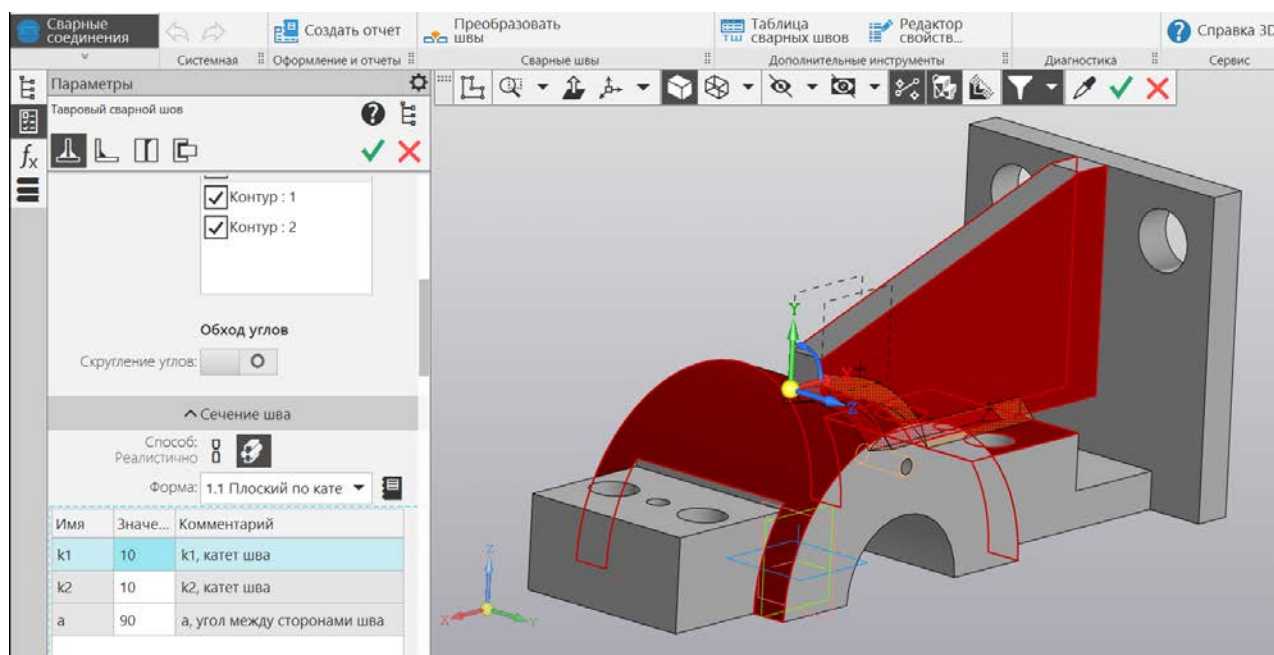 Сварные
соединения
Создать отчет
Преобразовать
швы
Таблица
сварных швов
Редактор
свойств...
Справка 3D
Системная
Оформление и отчеты
Сварные швы
Дополнительные инструменты
Диагностика
Сервис
Параметры
Тавровый сварной шов
Контур : 1
Контур : 2
Обход углов
Скругление углов:
Сечение шва
Способ:
Реалистично
Форма: 1.1 Плоский по кате
Имя Значе... Комментарий
k1 10 k1, катет шва
k2 10 k2, катет шва
a 90 a, угол между сторонами шва
Y
X
Z
Z
X
Y